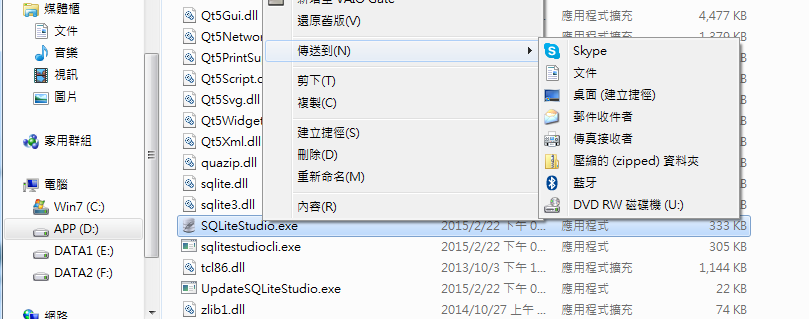 媒體櫃
文件
音樂
視訊
圖片
家用群組
電腦
Win7 (C:)
APP (D:)
DATA1 (E:)
DATA2 (F:)
網路
Qt5Gui.dll 應用程式擴充 4,477 KB
Qt5Networ 應用程式擴充 1,379 KB
Qt5PrintSu
Qt5Script.c
Qt5Svg.dll
Qt5Widget
Qt5Xml.dll
quazip.dll
sqlite.dll
sqlite3.dll
SQLiteStudio.exe 2015/2/22 下午 0... 應用程式 333 KB
sqlitestudiocli.exe 2015/2/22 下午 0... 應用程式 305 KB
tcl86.dll 2013/10/3 下午 1... 應用程式擴充 1,144 KB
UpdateSQLiteStudio.exe 2015/2/22 下午 0... 應用程式 22 KB
zlib1.dll 2014/10/27 上午 ... 應用程式擴充 74 KB
新增至 VAIO Gate
還原舊版(V)
傳送到(N)
剪下(T)
複製(C)
建立捷徑(S)
刪除(D)
重新命名(M)
內容(R)
Skype
文件
桌面 (建立捷徑)
郵件收件者
傳真接收者
壓縮的 (zipped) 資料夾
藍牙
DVD RW 磁碟機 (U:)